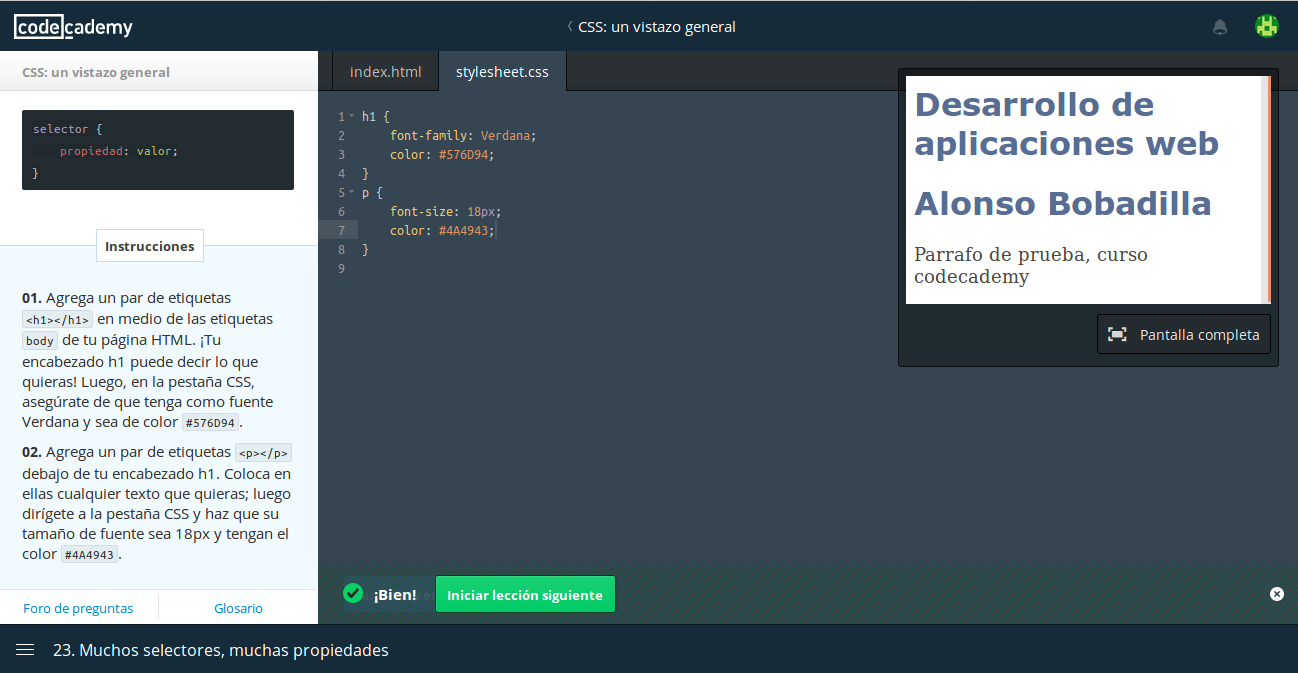 codecademy
CSS: un vistazo general
CSS: un vistazo general
selector {
propiedad: valor;
}
Instrucciones
01. Agrega un par de etiquetas
<h1></h1> en medio de las etiquetas
body de tu página HTML. ¡Tu
encabezado h1 puede decir lo que
quieras! Luego, en la pestaña CSS,
asegúrate de que tenga como fuente
Verdana y sea de color #576D94.
02. Agrega un par de etiquetas <p></p>
debajo de tu encabezado h1. Coloca en
ellas cualquier texto que quieras; luego
dirígete a la pestaña CSS y haz que su
tamaño de fuente sea 18px y tengan el
color #4A4943.
Foro de preguntas
Glosario
index.html
stylesheet.css
1 h1 {
2 font-family: Verdana;
3 color: #576D94;
4 }
5 p {
6 font-size: 18px;
7 color: #4A4943;
8 }
9
Desarrollo de
aplicaciones web
Alonso Bobadilla
Parrafo de prueba, curso
codecademy
Pantalla completa
¡Bien!
Iniciar lección siguiente
23. Muchos selectores, muchas propiedades